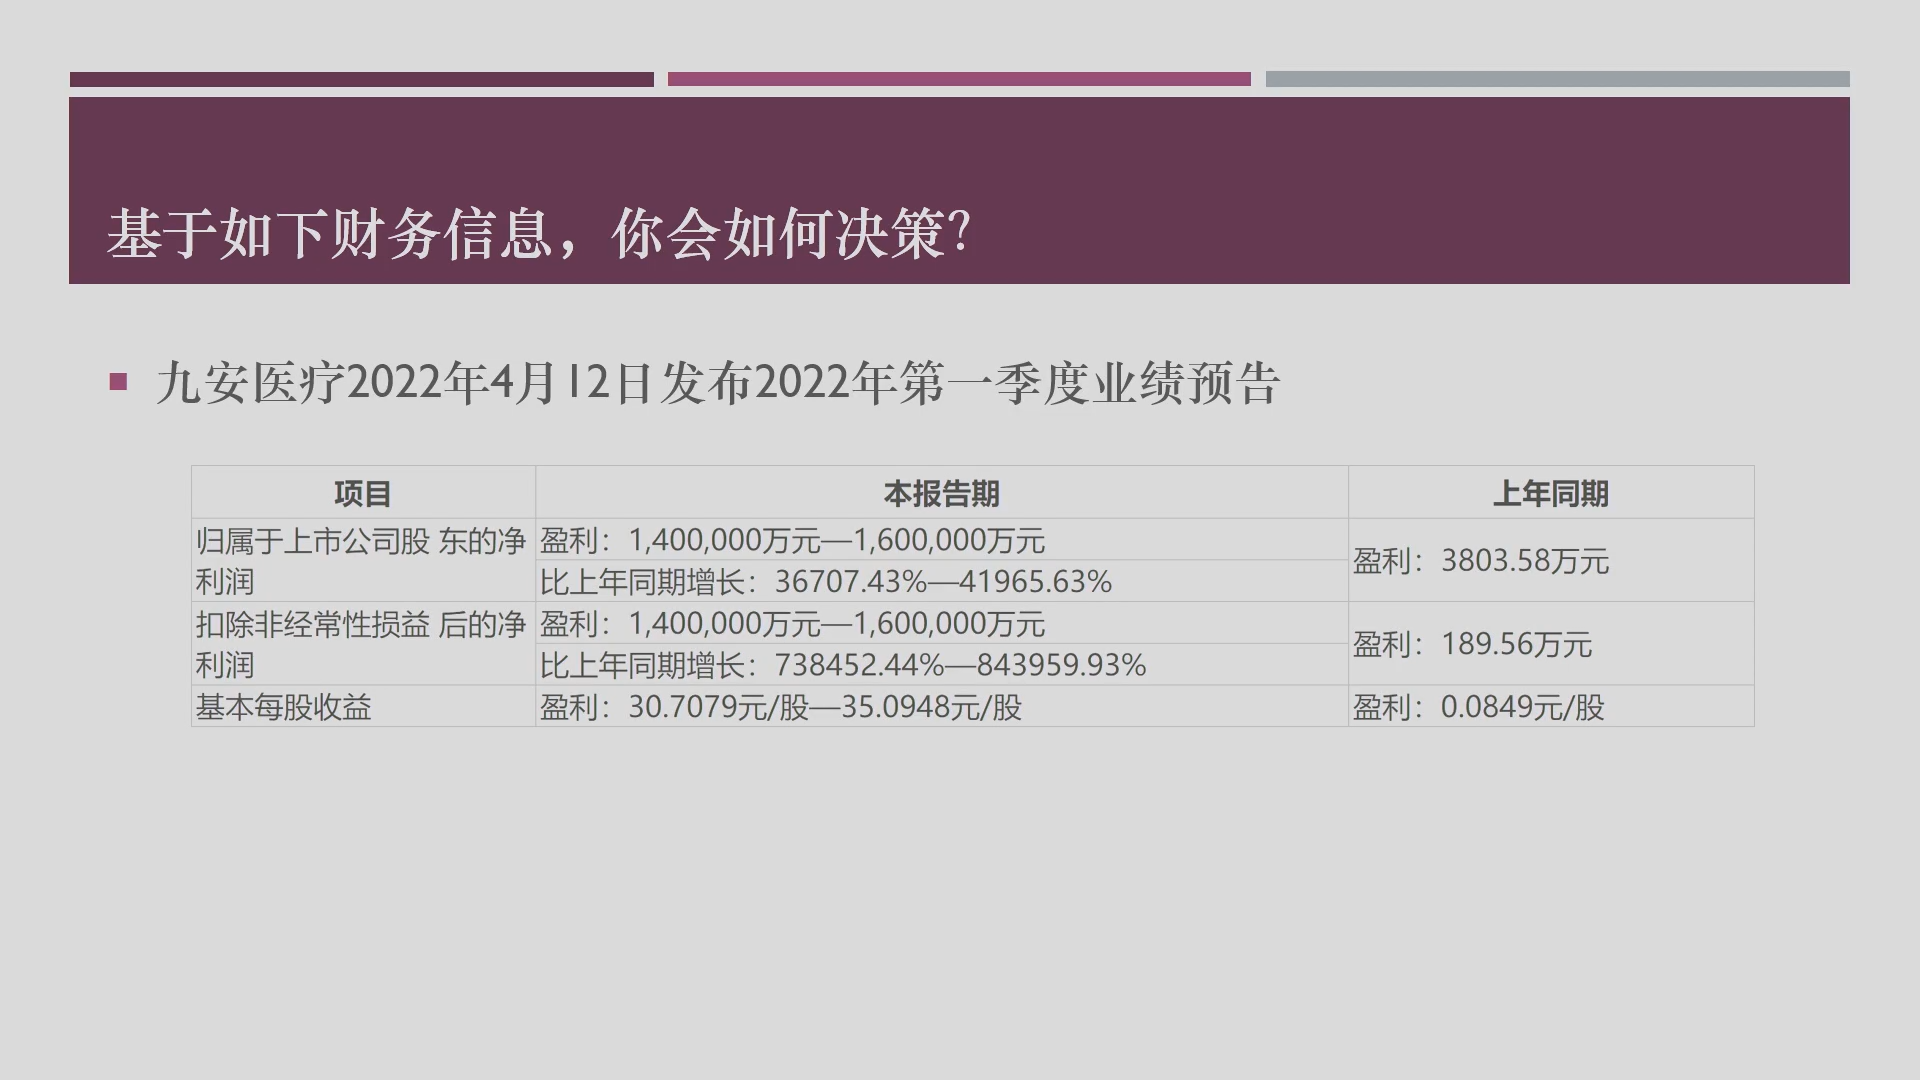 基于如下财务信息，你会如何决策？
九安医疗2022年4月12日发布2022年第一季度业绩预告
项目 本报告期 上年同期
归属于上市公司股 东的净 盈利：1,400,000万元—1,600,000万元 盈利：3803.58万元
利润 比上年同期增长：36707.43%—41965.63%
扣除非经常性损益 后的净 盈利：1,400,000万元—1,600,000万元 盈利：189.56万元
利润 比上年同期增长：738452.44%—843959.93%
基本每股收益 盈利：30.7079元/股—35.0948元/股 盈利：0.0849元/股